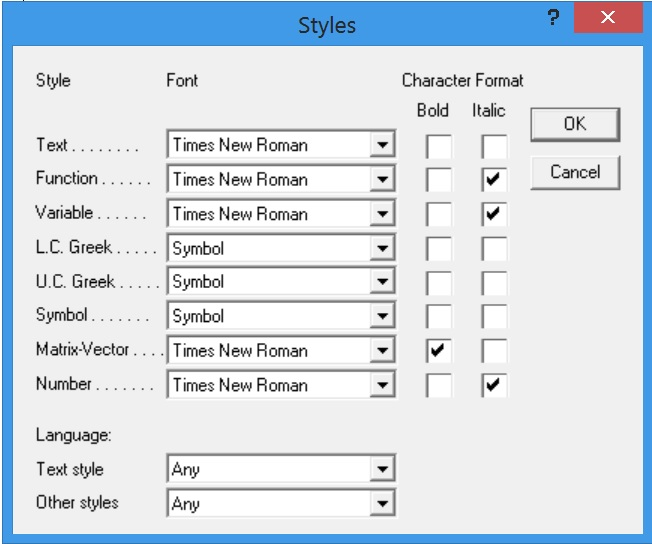 Styles ? ×
Style Font Character Format
Bold Italic
OK
Text . . . . . . . . Times New Roman
Function . . . . . . Times New Roman
Cancel
Variable . . . . . . Times New Roman
L.C. Greek . . . . . Symbol
U.C. Greek . . . . . Symbol
Symbol . . . . . . . Symbol
Matrix-Vector . . . . Times New Roman
Number . . . . . . . Times New Roman
Language:
Text style Any
Other styles Any